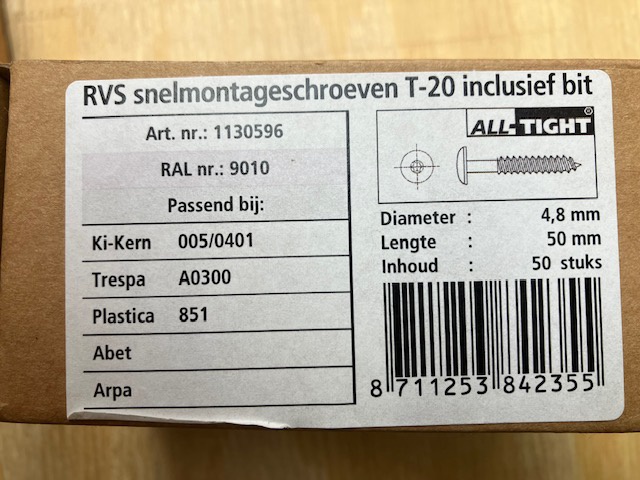 RVS snelmontageschroeven T-20 inclusief bit
Art. nr.: 1130596
RAL nr.: 9010
Passend bij:
Ki-Kern 005/0401
Trespa A0300
Plastica 851
Abet
Arpa
ALL-TIGHT®
Diameter : 4,8 mm
Lengte : 50 mm
Inhoud : 50 stuks
8 711253 842355